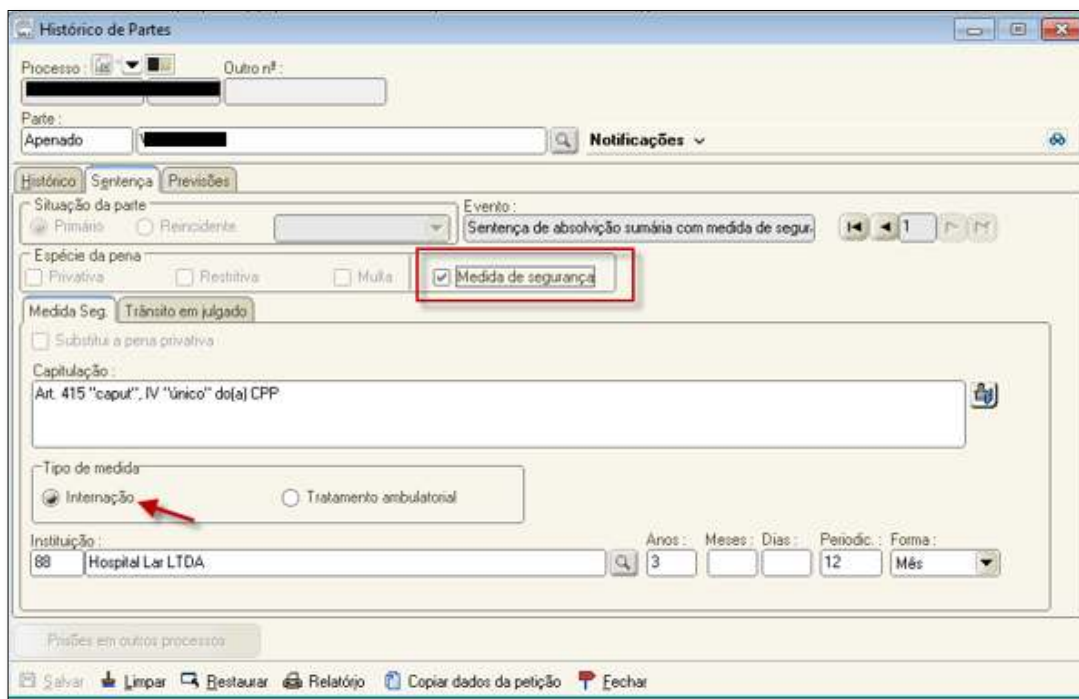 Histórico de Partes
Processo : Outro nº :
Parte :
Apenado Notificações
Histórico Sentença Previsões
Situação da parte Evento :
Primário Reincidente Sentença de absolvição sumária com medida de segur. 1
Espécie da pena
Privativa Restritiva Multa Medida de segurança
Medida Seg. Trânsito em julgado
Substitui a pena privativa
Capitulação :
Art. 415 "caput", IV "único" do(a) CPP
Tipo de medida
Internação Tratamento ambulatorial
Instituição : Anos : Meses : Dias : Periodic. : Forma :
88 Hospital Lar LTDA 3 12 Mês
Prisões em outros processos
Salvar Limpar Restaurar Relatório Copiar dados da petição Fechar